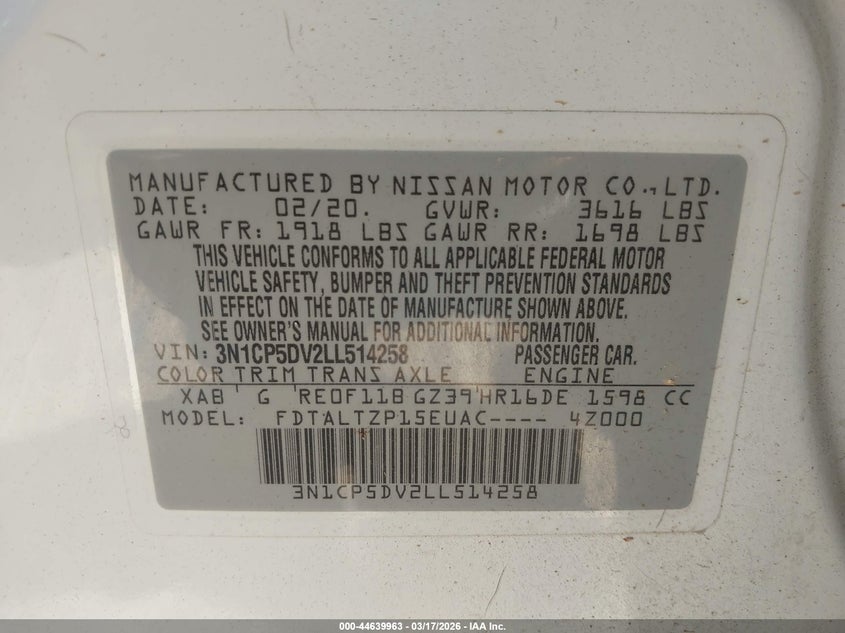 MANUFACTURED BY NISSAN MOTOR CO., LTD.
DATE: 02/20. GVWR: 3616 LBS
GAWR FR: 1918 LBS GAWR RR: 1698 LBS
THIS VEHICLE CONFORMS TO ALL APPLICABLE FEDERAL MOTOR
VEHICLE SAFETY, BUMPER AND THEFT PREVENTION STANDARDS
IN EFFECT ON THE DATE OF MANUFACTURE SHOWN ABOVE.
SEE OWNER'S MANUAL FOR ADDITIONAL INFORMATION.
VIN: 3N1CP5DV2LL514258 PASSENGER CAR.
COLOR TRIM TRANS AXLE ENGINE
XAB G RE0F11B GZ39 HR16DE 1598 CC
MODEL: FDTALTZP15EUAC---- 4Z000
3N1CP5DV2LL514258
000-44639963 - 03/17/2026 - IAA Inc.